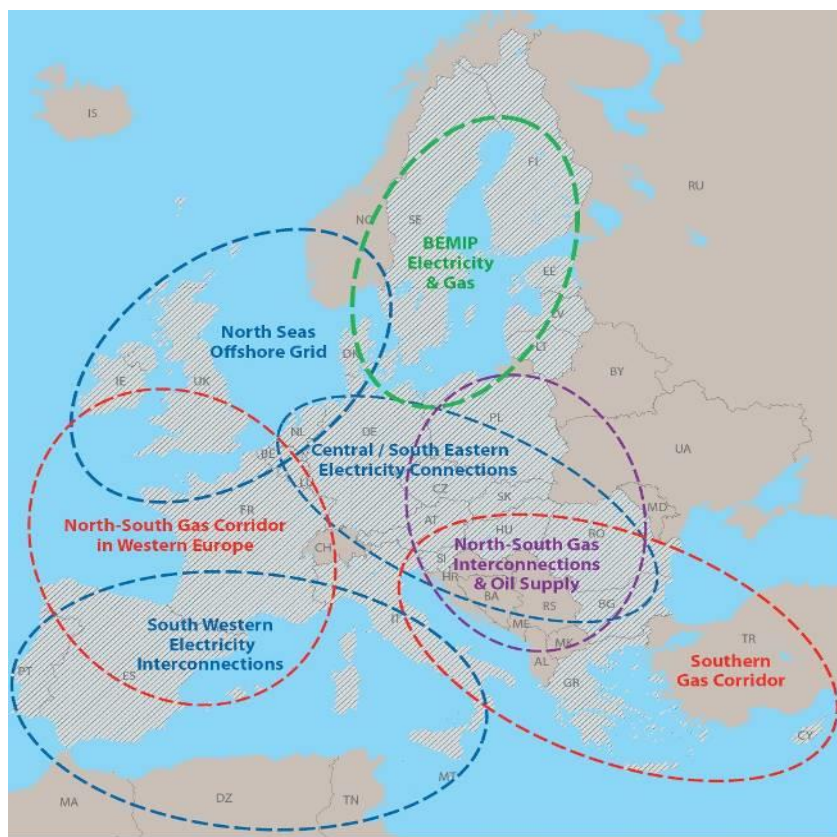 IS
FI
RU
NO
SE
BEMIP
Electricity
& Gas
EE
LV
LT
North Seas
Offshore Grid
DK
IE
UK
BY
PL
NL
DE
BE
LU
Central / South Eastern
Electricity Connections
UA
CZ
SK
FR
AT
HU
MD
RO
North-South Gas Corridor
in Western Europe
CH
SI
HR
North-South Gas
Interconnections
& Oil Supply
BA
RS
BG
ME
MK
AL
IT
South Western
Electricity
Interconnections
PT
ES
TR
Southern
Gas Corridor
GR
CY
MT
MA
DZ
TN